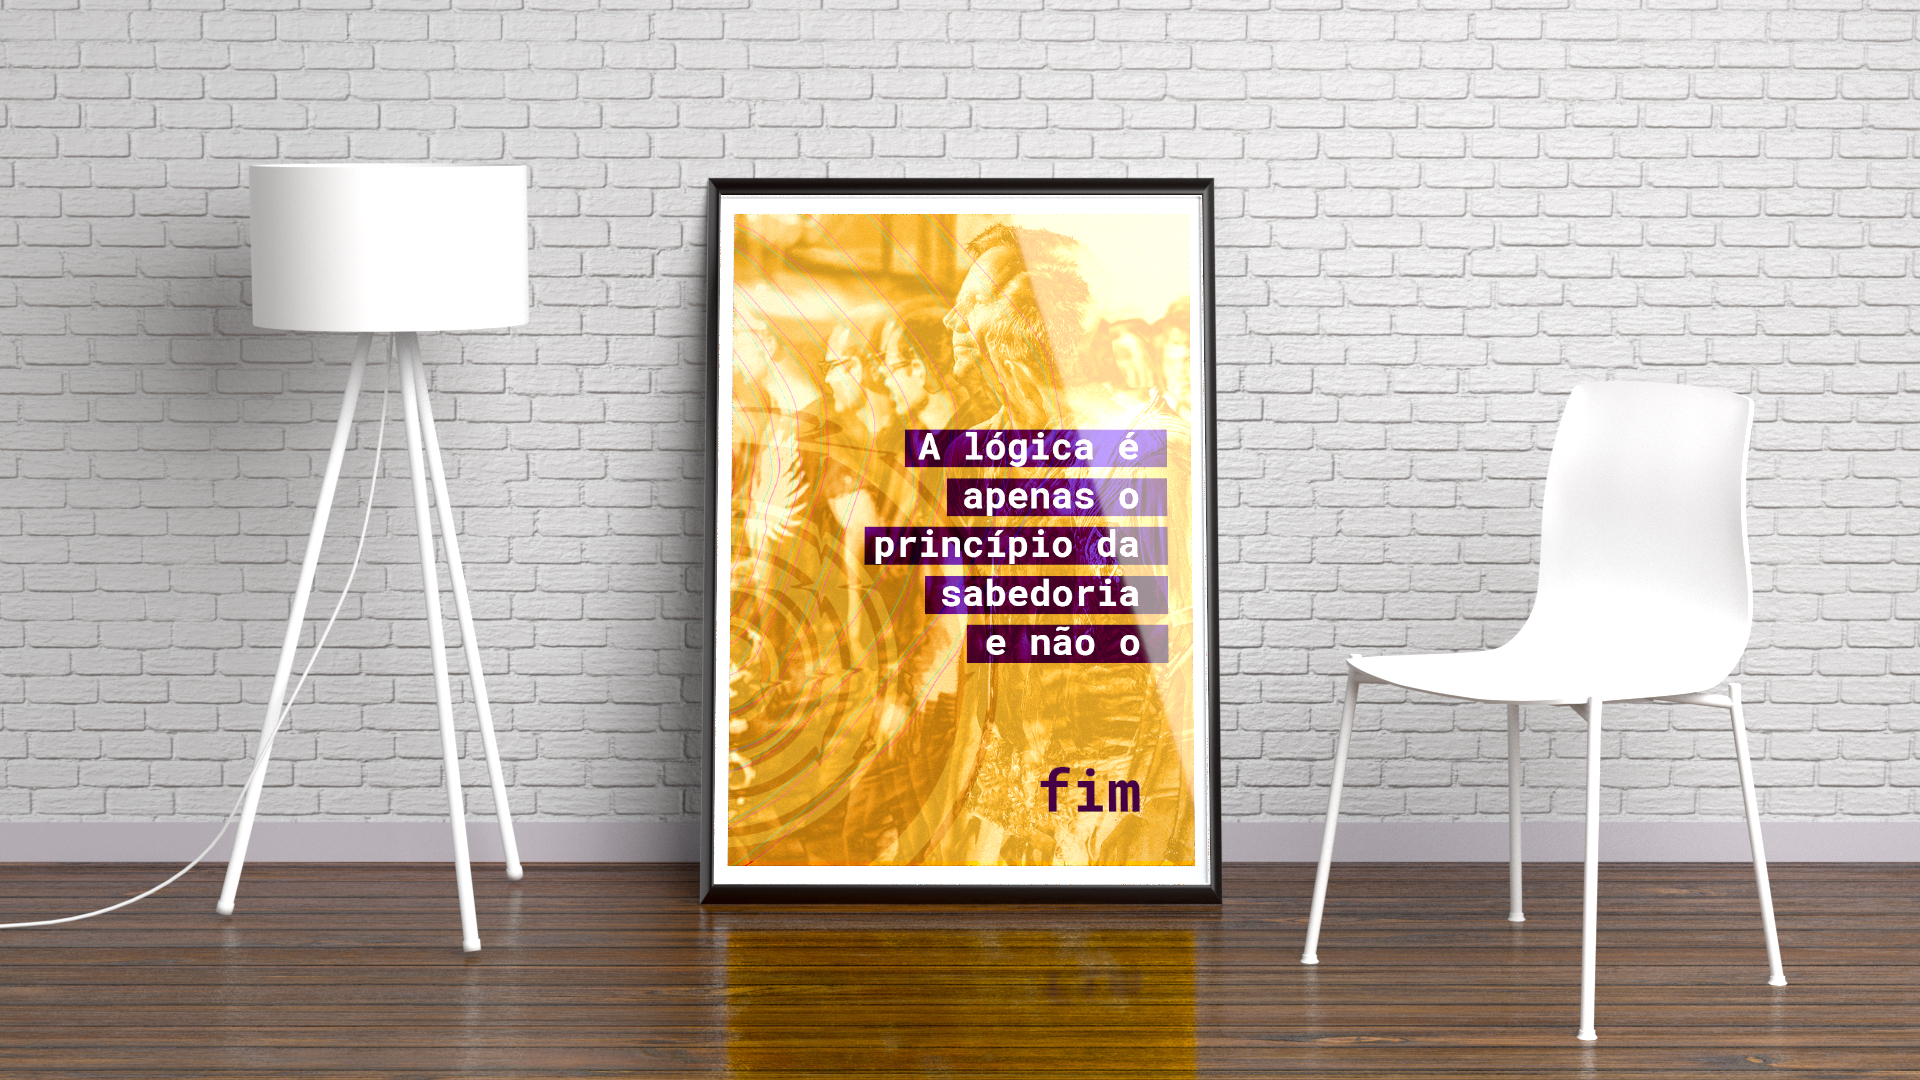 A lógica é
apenas o
princípio da
sabedoria
e não o
fim